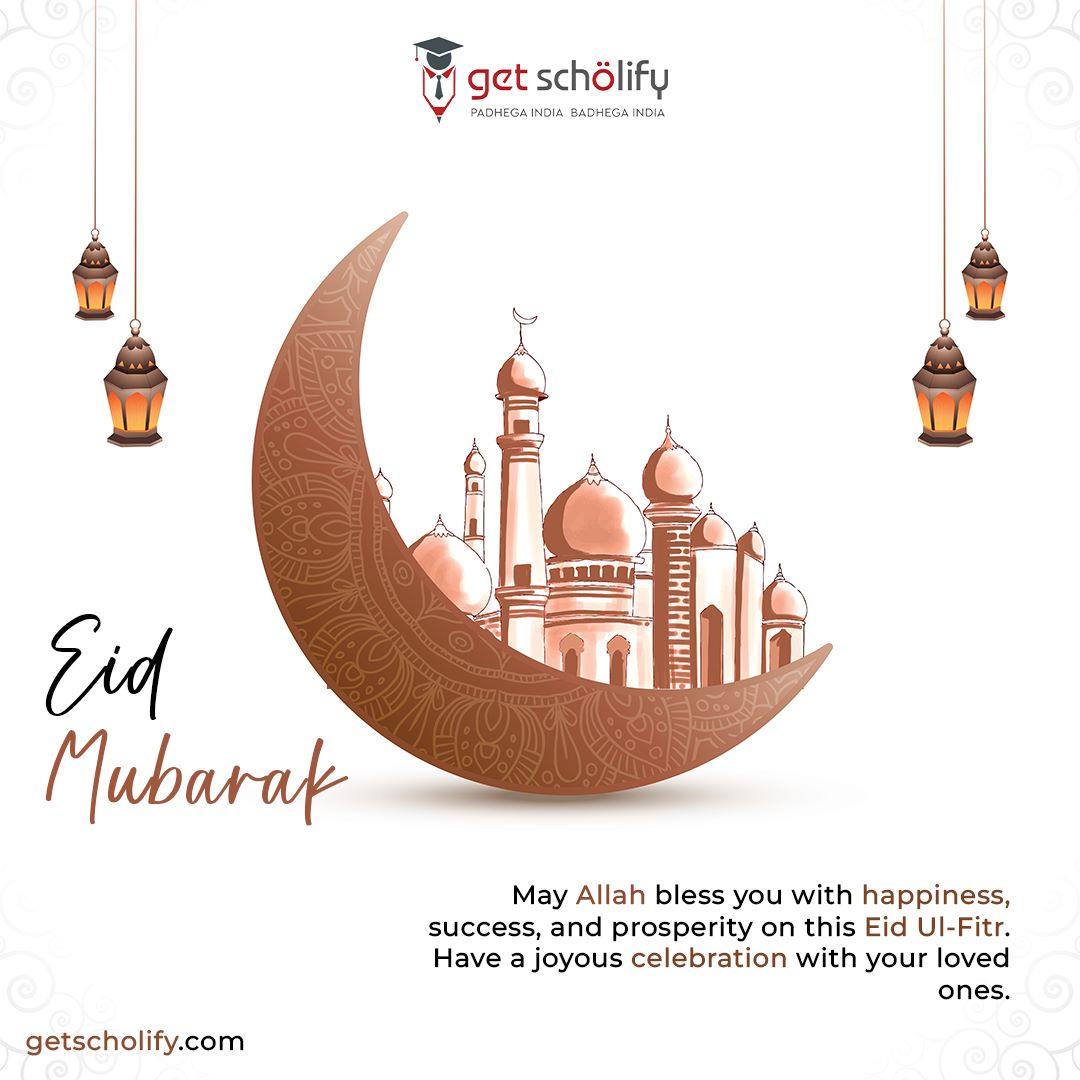 get schölify
PADHEGA INDIA BADHEGA INDIA
Eid
Mubarak
May Allah bless you with happiness,
success, and prosperity on this Eid Ul-Fitr.
Have a joyous celebration with your loved
ones.
getscholify.com